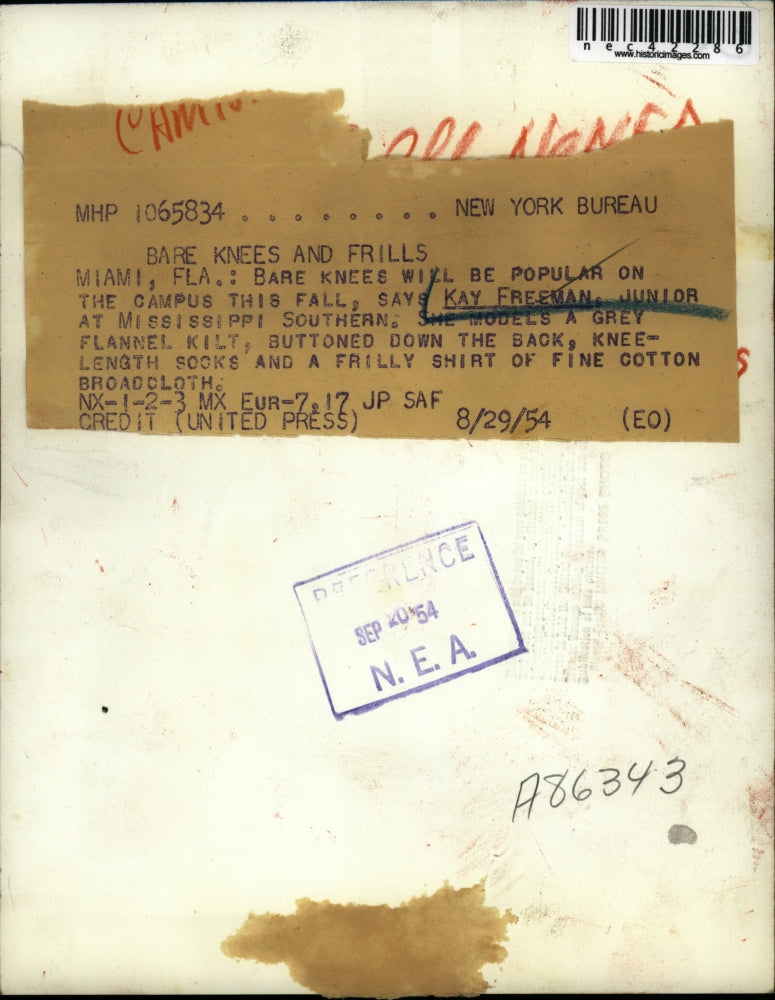 nec42286
www.historicimages.com
MHP 1065834 . . . . . . . . . NEW YORK BUREAU
BARE KNEES AND FRILLS
MIAMI, FLA.: BARE KNEES WILL BE POPULAR ON
THE CAMPUS THIS FALL, SAYS KAY FREEMAN, JUNIOR
AT MISSISSIPPI SOUTHERN. SHE MODELS A GREY
FLANNEL KILT, BUTTONED DOWN THE BACK, KNEE-
LENGTH SOCKS AND A FRILLY SHIRT OF FINE COTTON
BROADCLOTH.
NX-1-2-3 MX EUR-7,17 JP SAF
CREDIT (UNITED PRESS) 8/29/54 (EO)
REFERENCE
SEP 20 '54
N. E. A.
A86343